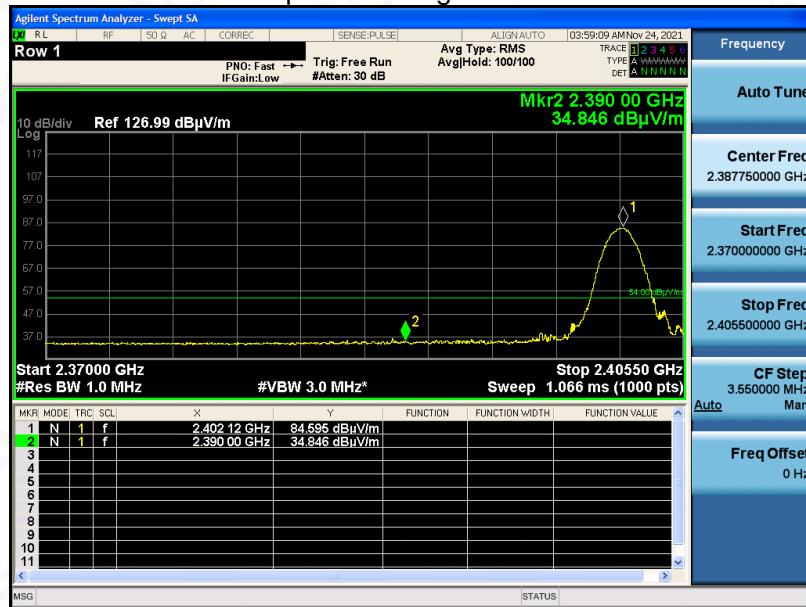 Agilent Spectrum Analyzer - Swept SA
RL RF 50 Ω AC CORREC SENSE:PULSE ALIGN AUTO 03:59:09 AM Nov 24, 2021
Row 1
PNO: Fast
IFGain:Low
Trig: Free Run
#Atten: 30 dB
Avg Type: RMS
Avg|Hold: 100/100
TRACE 1 2 3 4 5 6
TYPE A WWWWW
DET A N N N N N
Mkr2 2.390 00 GHz
34.846 dBµV/m
10 dB/div Ref 126.99 dBµV/m
Log
117
107
97.0
87.0
77.0
67.0
57.0
47.0
37.0
1
2
54.00 dBµV/m
Start 2.37000 GHz Stop 2.40550 GHz
#Res BW 1.0 MHz #VBW 3.0 MHz* Sweep 1.066 ms (1000 pts)
MKR MODE TRC SCL X Y FUNCTION FUNCTION WIDTH FUNCTION VALUE
1 N 1 f 2.402 12 GHz 84.595 dBµV/m
2 N 1 f 2.390 00 GHz 34.846 dBµV/m
3
4
5
6
7
8
9
10
11
MSG STATUS
Frequency
Auto Tune
Center Freq
2.387750000 GHz
Start Freq
2.370000000 GHz
Stop Freq
2.405500000 GHz
CF Step
3.550000 MHz
Auto Man
Freq Offset
0 Hz